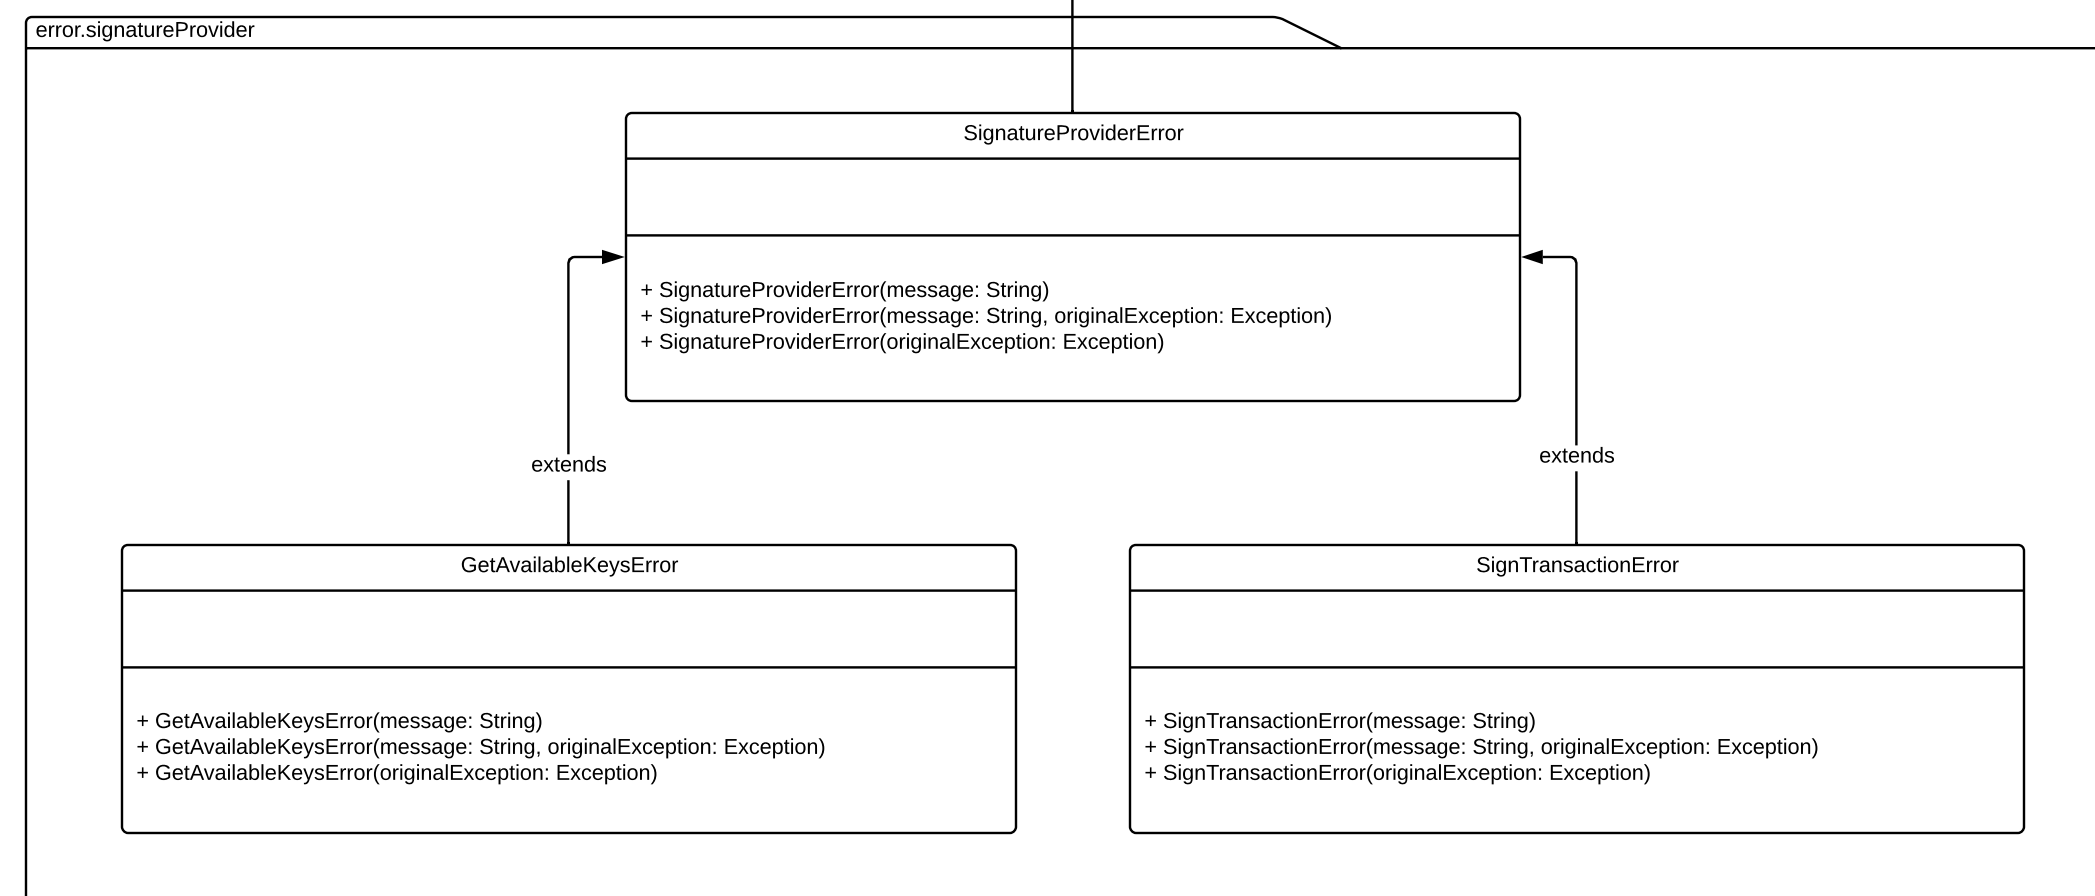 error.signatureProvider
SignatureProviderError
+ SignatureProviderError(message: String)
+ SignatureProviderError(message: String, originalException: Exception)
+ SignatureProviderError(originalException: Exception)
extends
extends
GetAvailableKeysError
+ GetAvailableKeysError(message: String)
+ GetAvailableKeysError(message: String, originalException: Exception)
+ GetAvailableKeysError(originalException: Exception)
SignTransactionError
+ SignTransactionError(message: String)
+ SignTransactionError(message: String, originalException: Exception)
+ SignTransactionError(originalException: Exception)